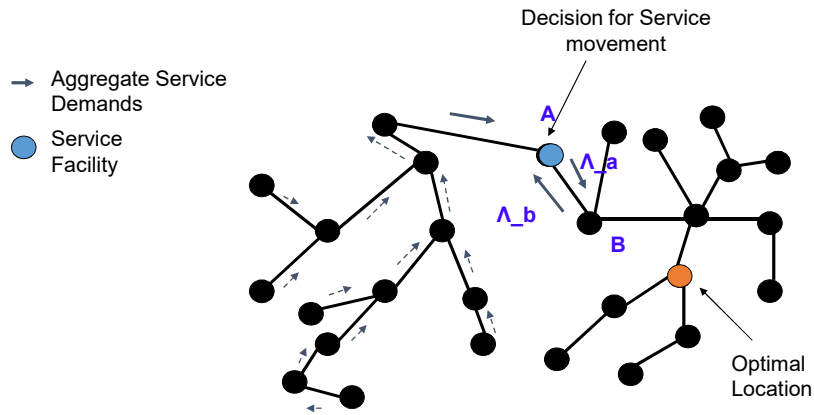 Decision for Service
movement
Aggregate Service
Demands
Service
Facility
A
Λ_a
Λ_b
B
Optimal
Location